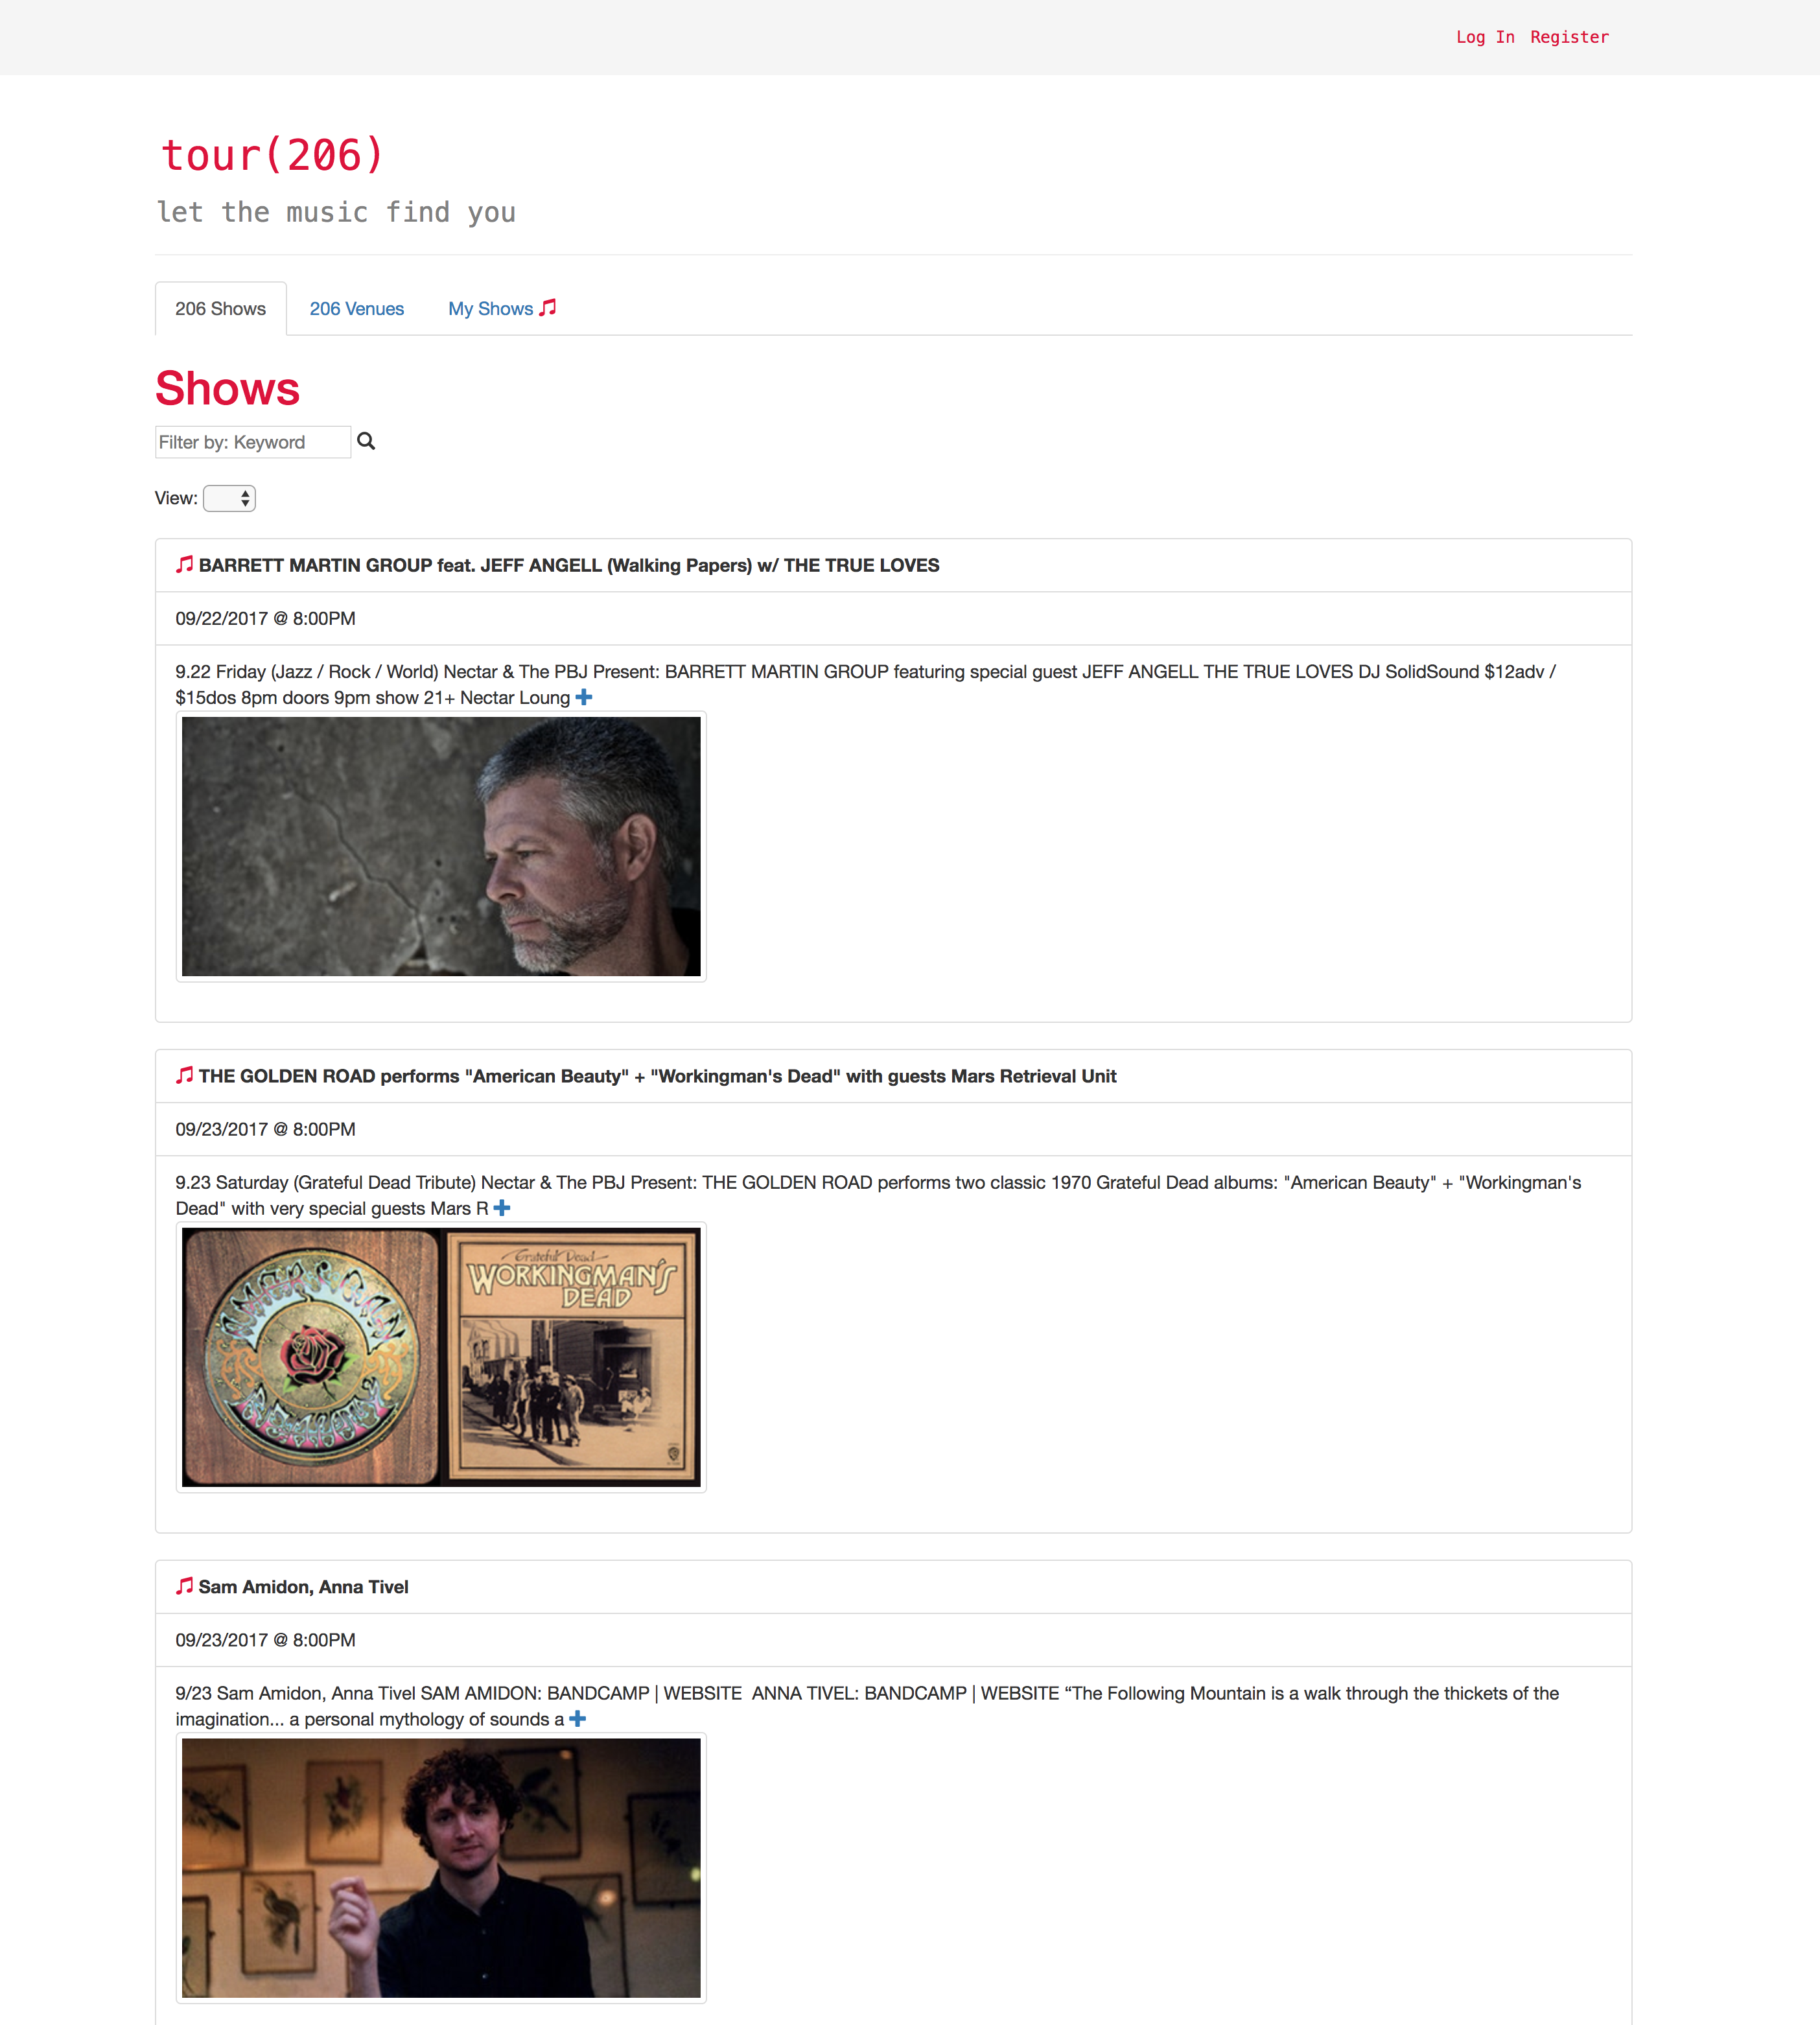 Log In Register
tour(206)
let the music find you
206 Shows 206 Venues My Shows
Shows
Filter by: Keyword
View:
BARRETT MARTIN GROUP feat. JEFF ANGELL (Walking Papers) w/ THE TRUE LOVES
09/22/2017 @ 8:00PM
9.22 Friday (Jazz / Rock / World) Nectar & The PBJ Present: BARRETT MARTIN GROUP featuring special guest JEFF ANGELL THE TRUE LOVES DJ SolidSound $12adv /
$15dos 8pm doors 9pm show 21+ Nectar Loung
THE GOLDEN ROAD performs "American Beauty" + "Workingman's Dead" with guests Mars Retrieval Unit
09/23/2017 @ 8:00PM
9.23 Saturday (Grateful Dead Tribute) Nectar & The PBJ Present: THE GOLDEN ROAD performs two classic 1970 Grateful Dead albums: "American Beauty" + "Workingman's
Dead" with very special guests Mars R
AMERICAN
BEAUTY
Grateful Dead
WORKINGMAN'S
DEAD
Sam Amidon, Anna Tivel
09/23/2017 @ 8:00PM
9/23 Sam Amidon, Anna Tivel SAM AMIDON: BANDCAMP | WEBSITE  ANNA TIVEL: BANDCAMP | WEBSITE “The Following Mountain is a walk through the thickets of the
imagination... a personal mythology of sounds a